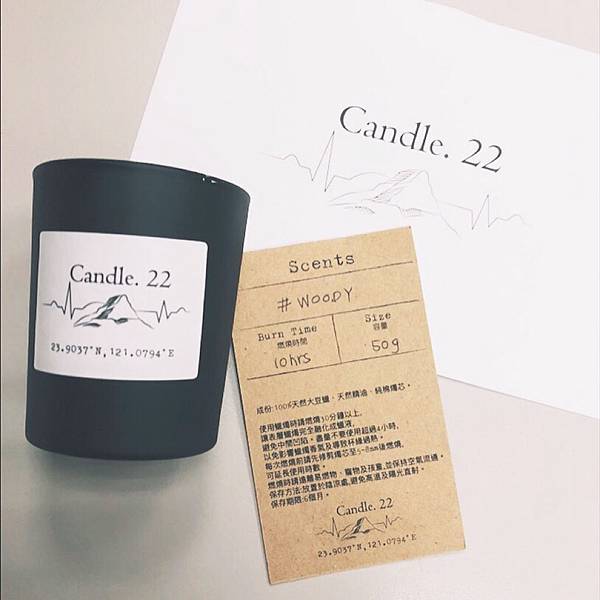 Candle. 22
Candle. 22
23.9037°N, 121.0794°E
Scents
# WOODY
Burn Time
燃燒時間
10hrs
Size
容量
50g
成份:100%天然大豆蠟、天然精油、純棉燭芯。
使用蠟燭時請燃燒30分鐘以上,
讓表層蠟燭完全融化成蠟液,
避免中間凹陷。盡量不要使用超過4小時,
以免影響蠟燭香氣及導致杯緣過熱。
每次燃燒前請先修剪燭芯至5-8mm後燃燒,
可延長使用時數。
燃燒時請遠離易燃物、寵物及孩童,並保持空氣流通。
保存方法:放置於陰涼處,避免高溫及陽光直射。
保存期限:6個月。
Candle. 22
23.9037°N, 121.0794°E